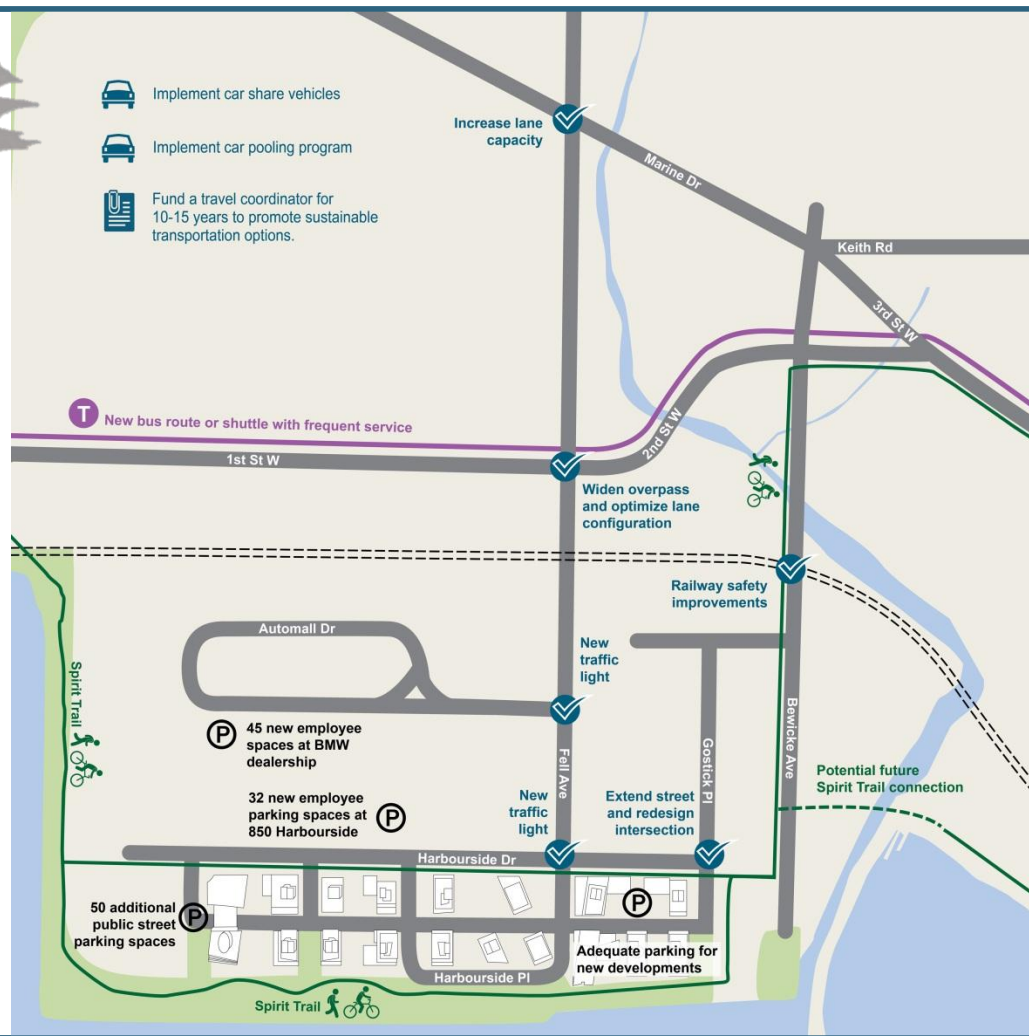 Implement car share vehicles
Implement car pooling program
Fund a travel coordinator for
10-15 years to promote sustainable
transportation options.
Increase lane
capacity
Marine Dr
Keith Rd
3rd St W
T New bus route or shuttle with frequent service
1st St W
2nd St W
Widen overpass
and optimize lane
configuration
Railway safety
improvements
Automall Dr
New
traffic
light
Spirit Trail
P 45 new employee
spaces at BMW
dealership
Fell Ave
Gostick Pl
Bewicke Ave
Potential future
Spirit Trail connection
32 new employee
parking spaces at
850 Harbourside
P
New
traffic
light
Extend street
and redesign
intersection
Harbourside Dr
50 additional
public street
parking spaces
P
P
Adequate parking for
new developments
Harbourside Pl
Spirit Trail